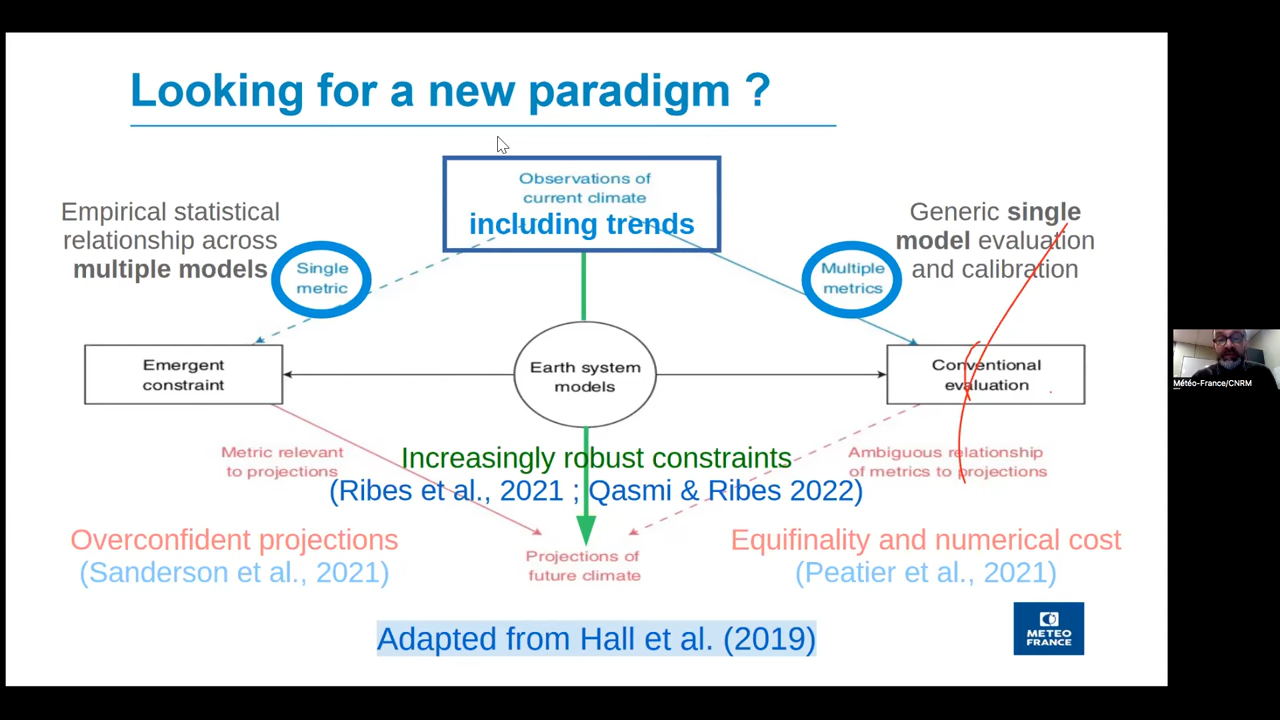 Looking for a new paradigm ?
Observations of
current climate
including trends
Empirical statistical
relationship across
multiple models
Single
metric
Multiple
metrics
Generic single
model evaluation
and calibration
Emergent
constraint
Earth system
models
Conventional
evaluation
Metric relevant
to projections
Increasingly robust constraints
(Ribes et al., 2021 ; Qasmi & Ribes 2022)
Ambiguous relationship
of metrics to projections
Overconfident projections
(Sanderson et al., 2021)
Projections of
future climate
Equifinality and numerical cost
(Peatier et al., 2021)
Adapted from Hall et al. (2019)
METEO
FRANCE
Météo-France/CNRM